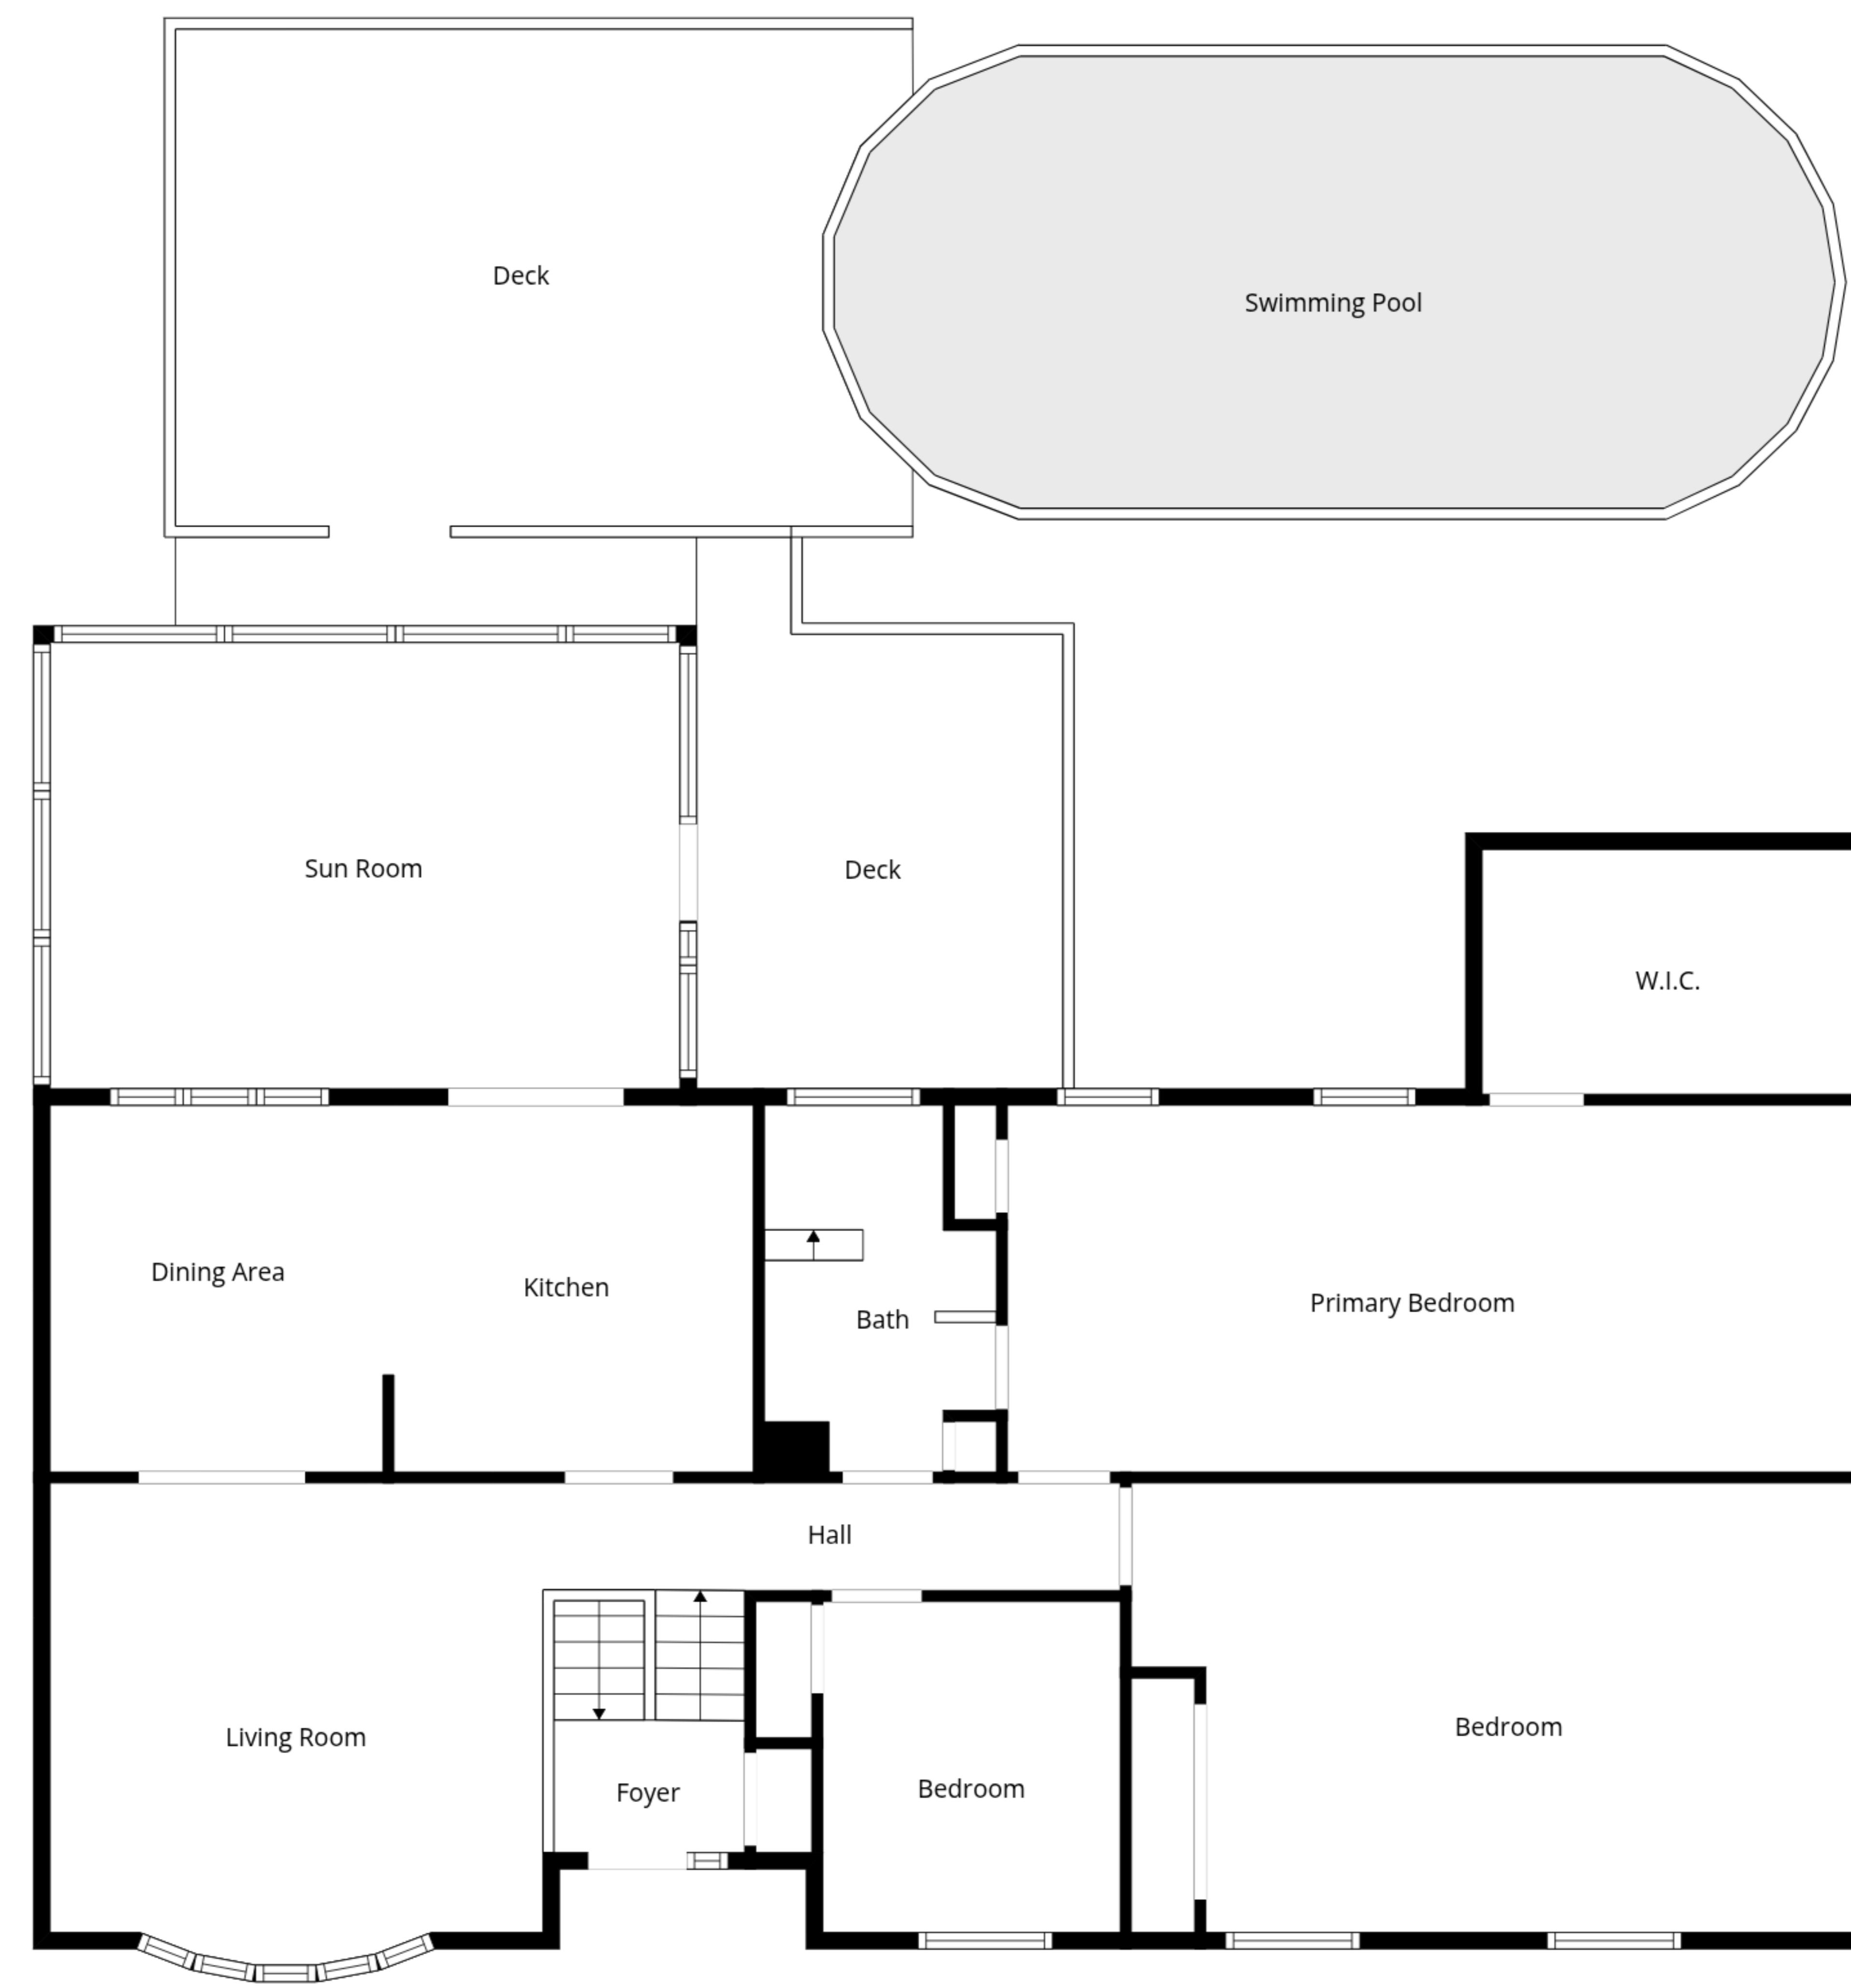 Deck
Swimming Pool
Sun Room
Deck
W.I.C.
Dining Area
Kitchen
Bath
Primary Bedroom
Hall
Living Room
Foyer
Bedroom
Bedroom